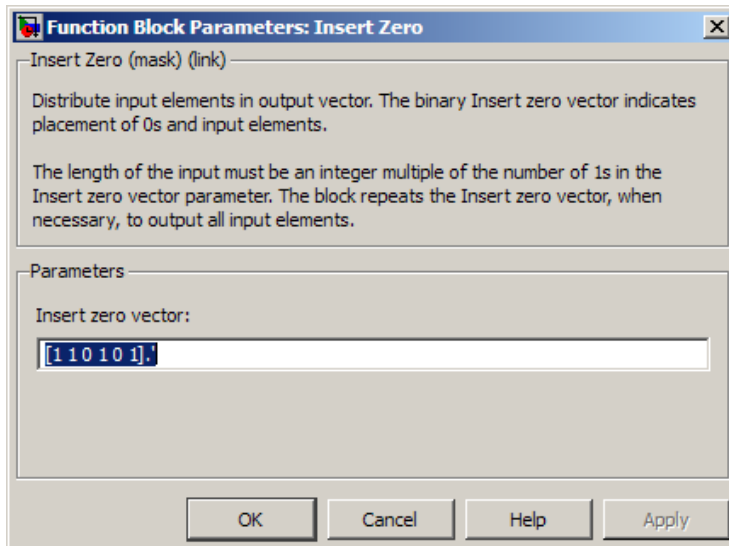 Function Block Parameters: Insert Zero
Insert Zero (mask) (link)
Distribute input elements in output vector. The binary Insert zero vector indicates
placement of 0s and input elements.
The length of the input must be an integer multiple of the number of 1s in the
Insert zero vector parameter. The block repeats the Insert zero vector, when
necessary, to output all input elements.
Parameters
Insert zero vector:
[1 1 0 1 0 1].'
OK Cancel Help Apply